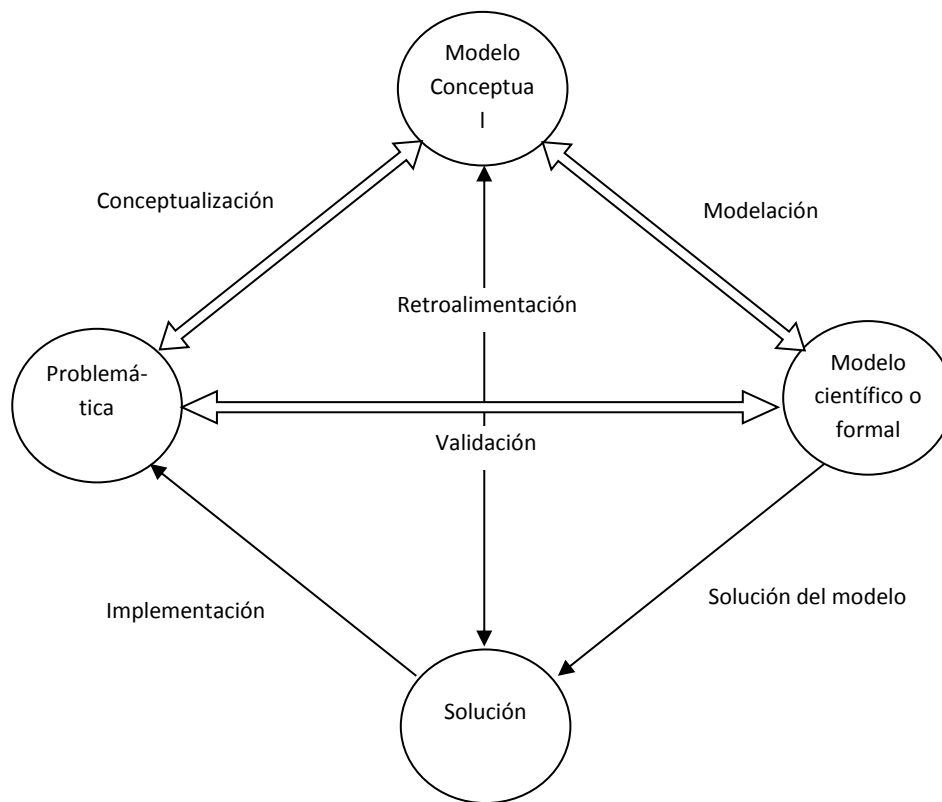 Modelo
Conceptua
l
Conceptualización
Modelación
Retroalimentación
Problemá-
tica
Modelo
científico o
formal
Validación
Implementación
Solución del modelo
Solución